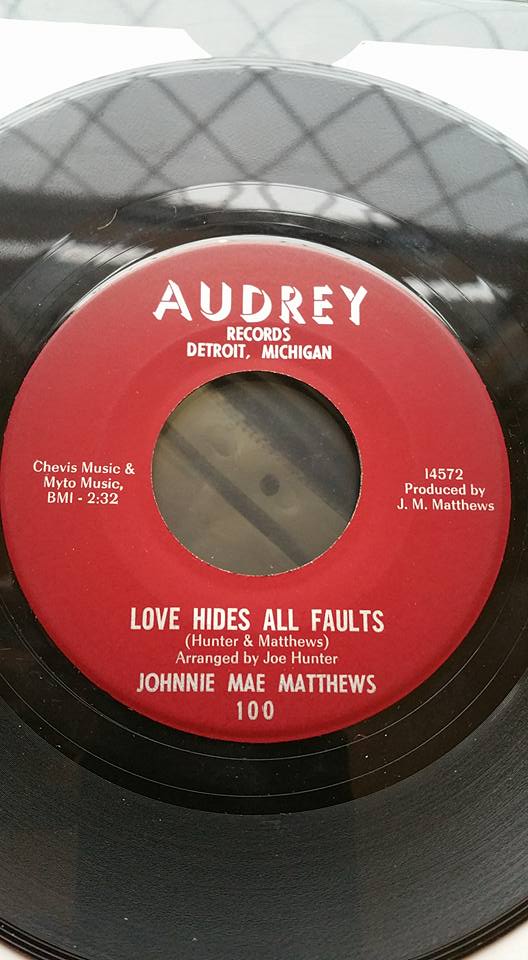 AUDREY
RECORDS
DETROIT, MICHIGAN
Chevis Music &
Myto Music,
BMI - 2:32
14572
Produced by
J. M. Matthews
LOVE HIDES ALL FAULTS
(Hunter & Matthews)
Arranged by Joe Hunter
JOHNNIE MAE MATTHEWS
100